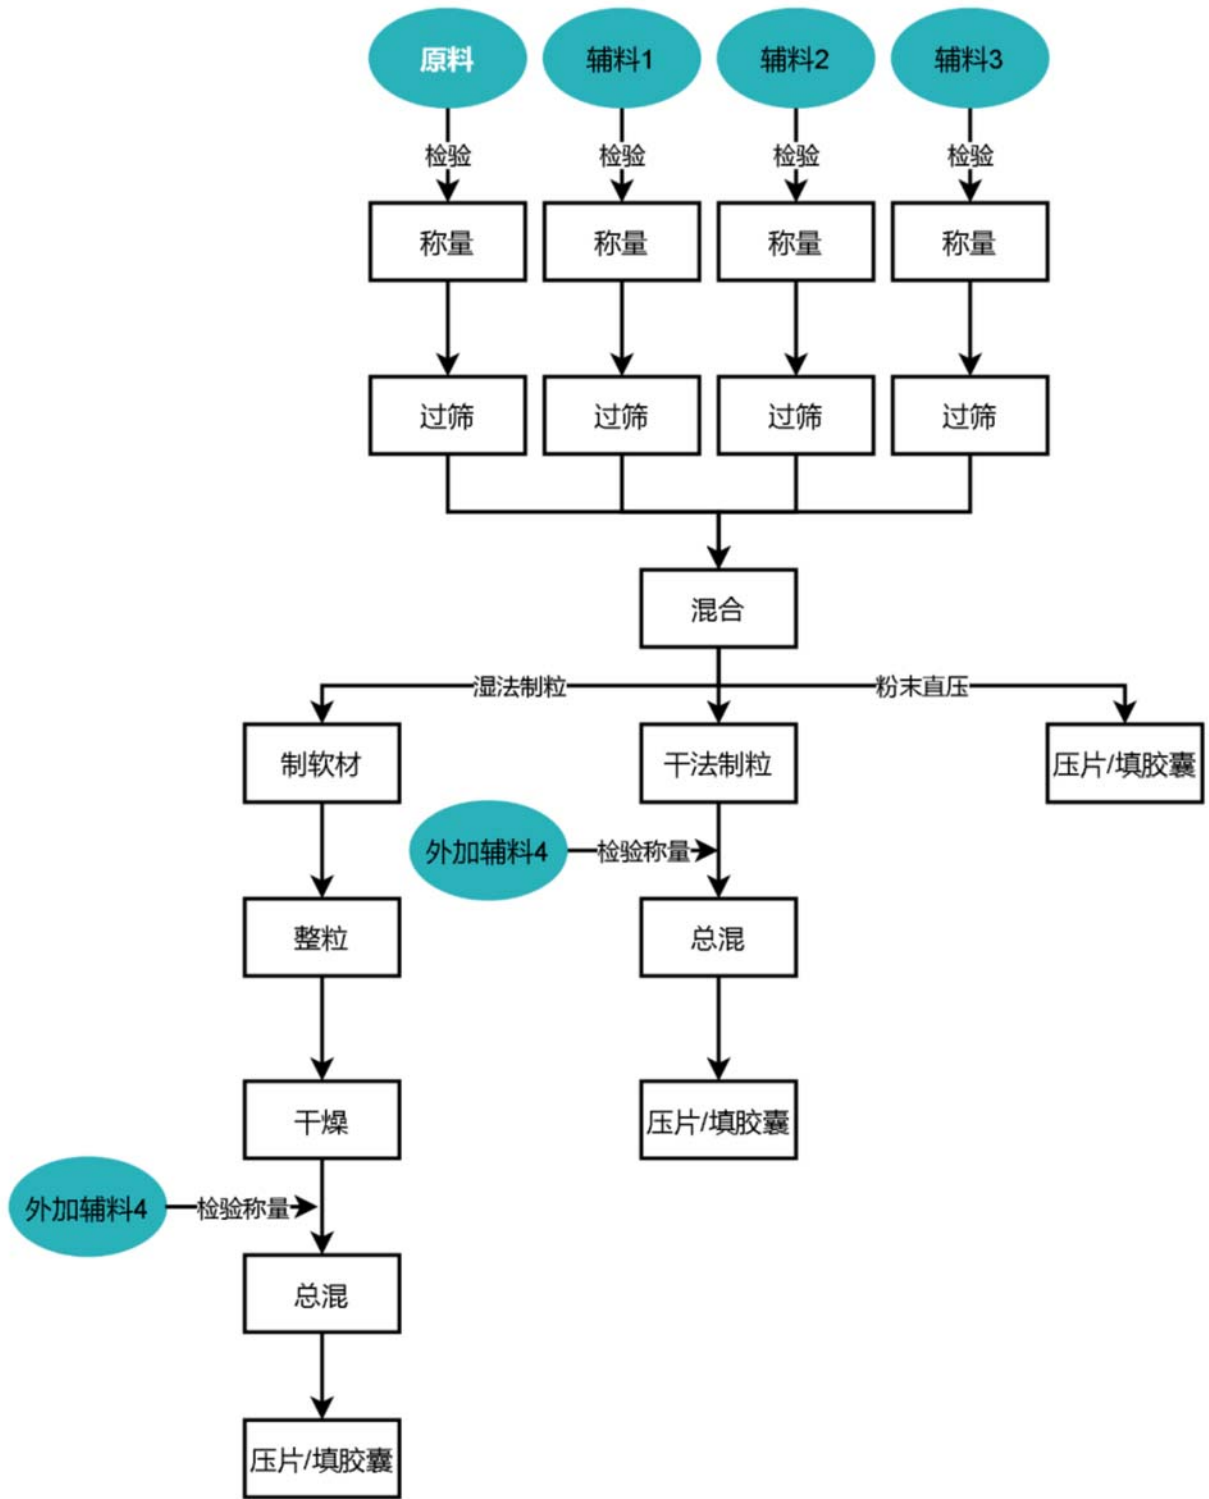 原料
辅料1
辅料2
辅料3
检验
检验
检验
检验
称量
称量
称量
称量
过筛
过筛
过筛
过筛
混合
湿法制粒
粉末直压
制软材
干法制粒
压片/填胶囊
外加辅料4
检验称量
整粒
总混
干燥
压片/填胶囊
外加辅料4
检验称量
总混
压片/填胶囊